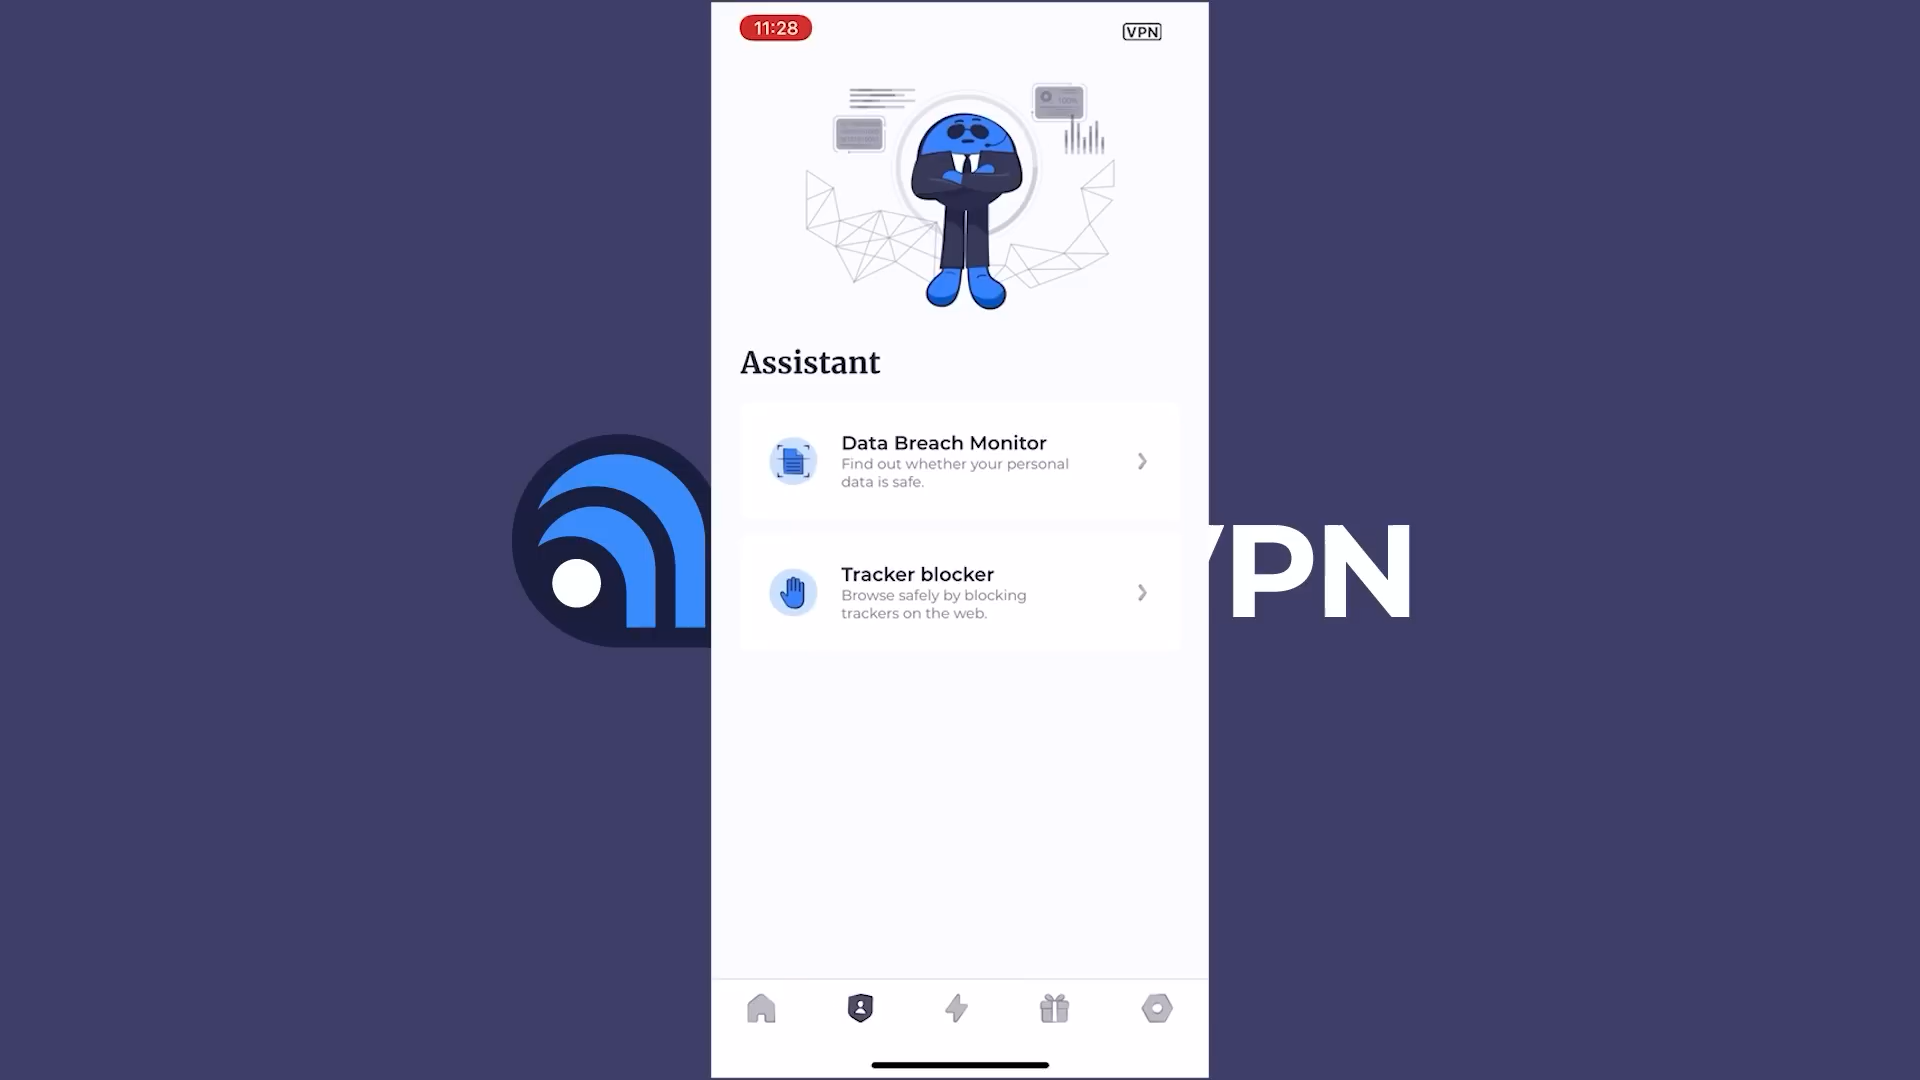 11:28
VPN
100%
Assistant
Data Breach Monitor
Find out whether your personal
data is safe.
Tracker blocker
Browse safely by blocking
trackers on the web.
VPN